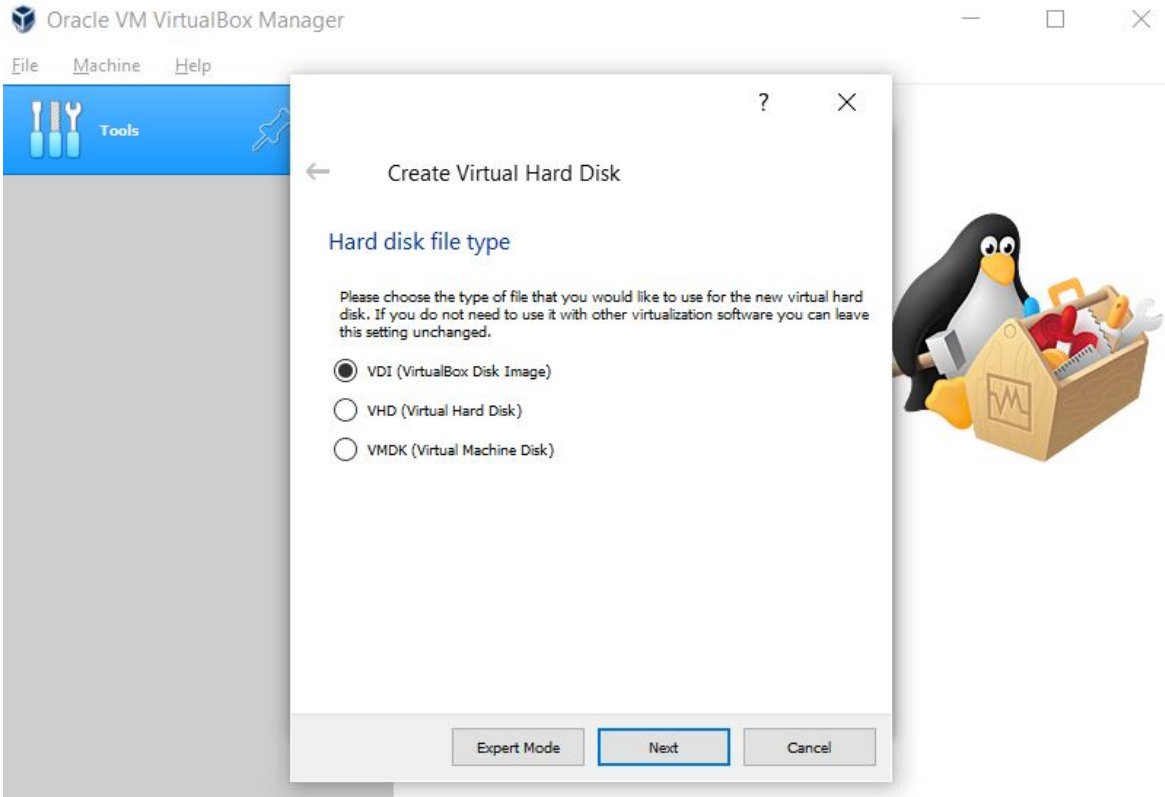 Oracle VM VirtualBox Manager
File Machine Help
Tools
?
Create Virtual Hard Disk
Hard disk file type
Please choose the type of file that you would like to use for the new virtual hard
disk. If you do not need to use it with other virtualization software you can leave
this setting unchanged.
VDI (VirtualBox Disk Image)
VHD (Virtual Hard Disk)
VMDK (Virtual Machine Disk)
Expert Mode Next Cancel